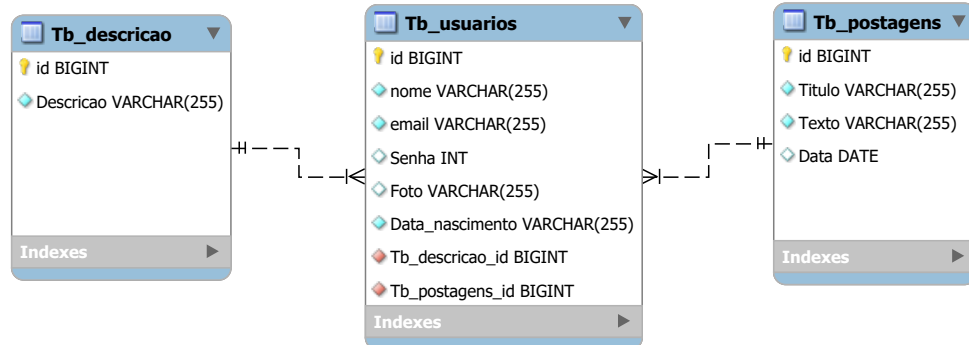 Tb_descricao
id BIGINT
Descricao VARCHAR(255)
Indexes
Tb_usuarios
id BIGINT
nome VARCHAR(255)
email VARCHAR(255)
Senha INT
Foto VARCHAR(255)
Data_nascimento VARCHAR(255)
Tb_descricao_id BIGINT
Tb_postagens_id BIGINT
Indexes
Tb_postagens
id BIGINT
Titulo VARCHAR(255)
Texto VARCHAR(255)
Data DATE
Indexes